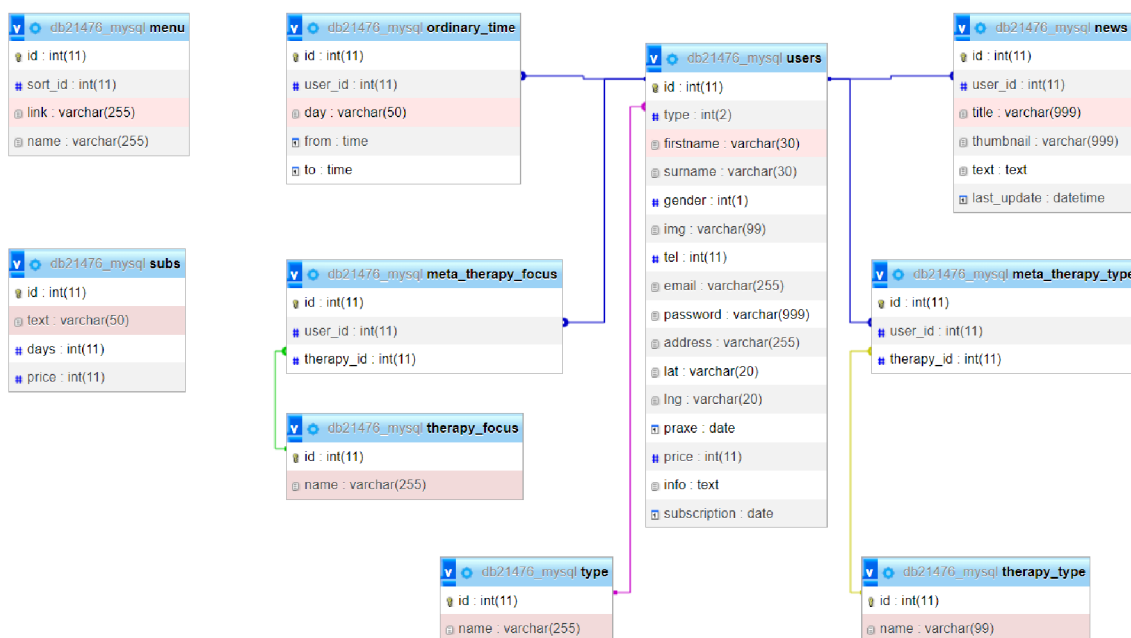 db21476_mysql menu
id : int(11)
sort_id : int(11)
link : varchar(255)
name : varchar(255)
db21476_mysql ordinary_time
id : int(11)
user_id : int(11)
day : varchar(50)
from : time
to : time
db21476_mysql users
id : int(11)
type : int(2)
firstname : varchar(30)
surname : varchar(30)
gender : int(1)
img : varchar(99)
tel : int(11)
email : varchar(255)
password : varchar(999)
address : varchar(255)
lat : varchar(20)
lng : varchar(20)
praxe : date
price : int(11)
info : text
subscription : date
db21476_mysql news
id : int(11)
user_id : int(11)
title : varchar(999)
thumbnail : varchar(999)
text : text
last_update : datetime
db21476_mysql subs
id : int(11)
text : varchar(50)
days : int(11)
price : int(11)
db21476_mysql meta_therapy_focus
id : int(11)
user_id : int(11)
therapy_id : int(11)
db21476_mysql meta_therapy_type
id : int(11)
user_id : int(11)
therapy_id : int(11)
db21476_mysql therapy_focus
id : int(11)
name : varchar(255)
db21476_mysql type
id : int(11)
name : varchar(255)
db21476_mysql therapy_type
id : int(11)
name : varchar(99)